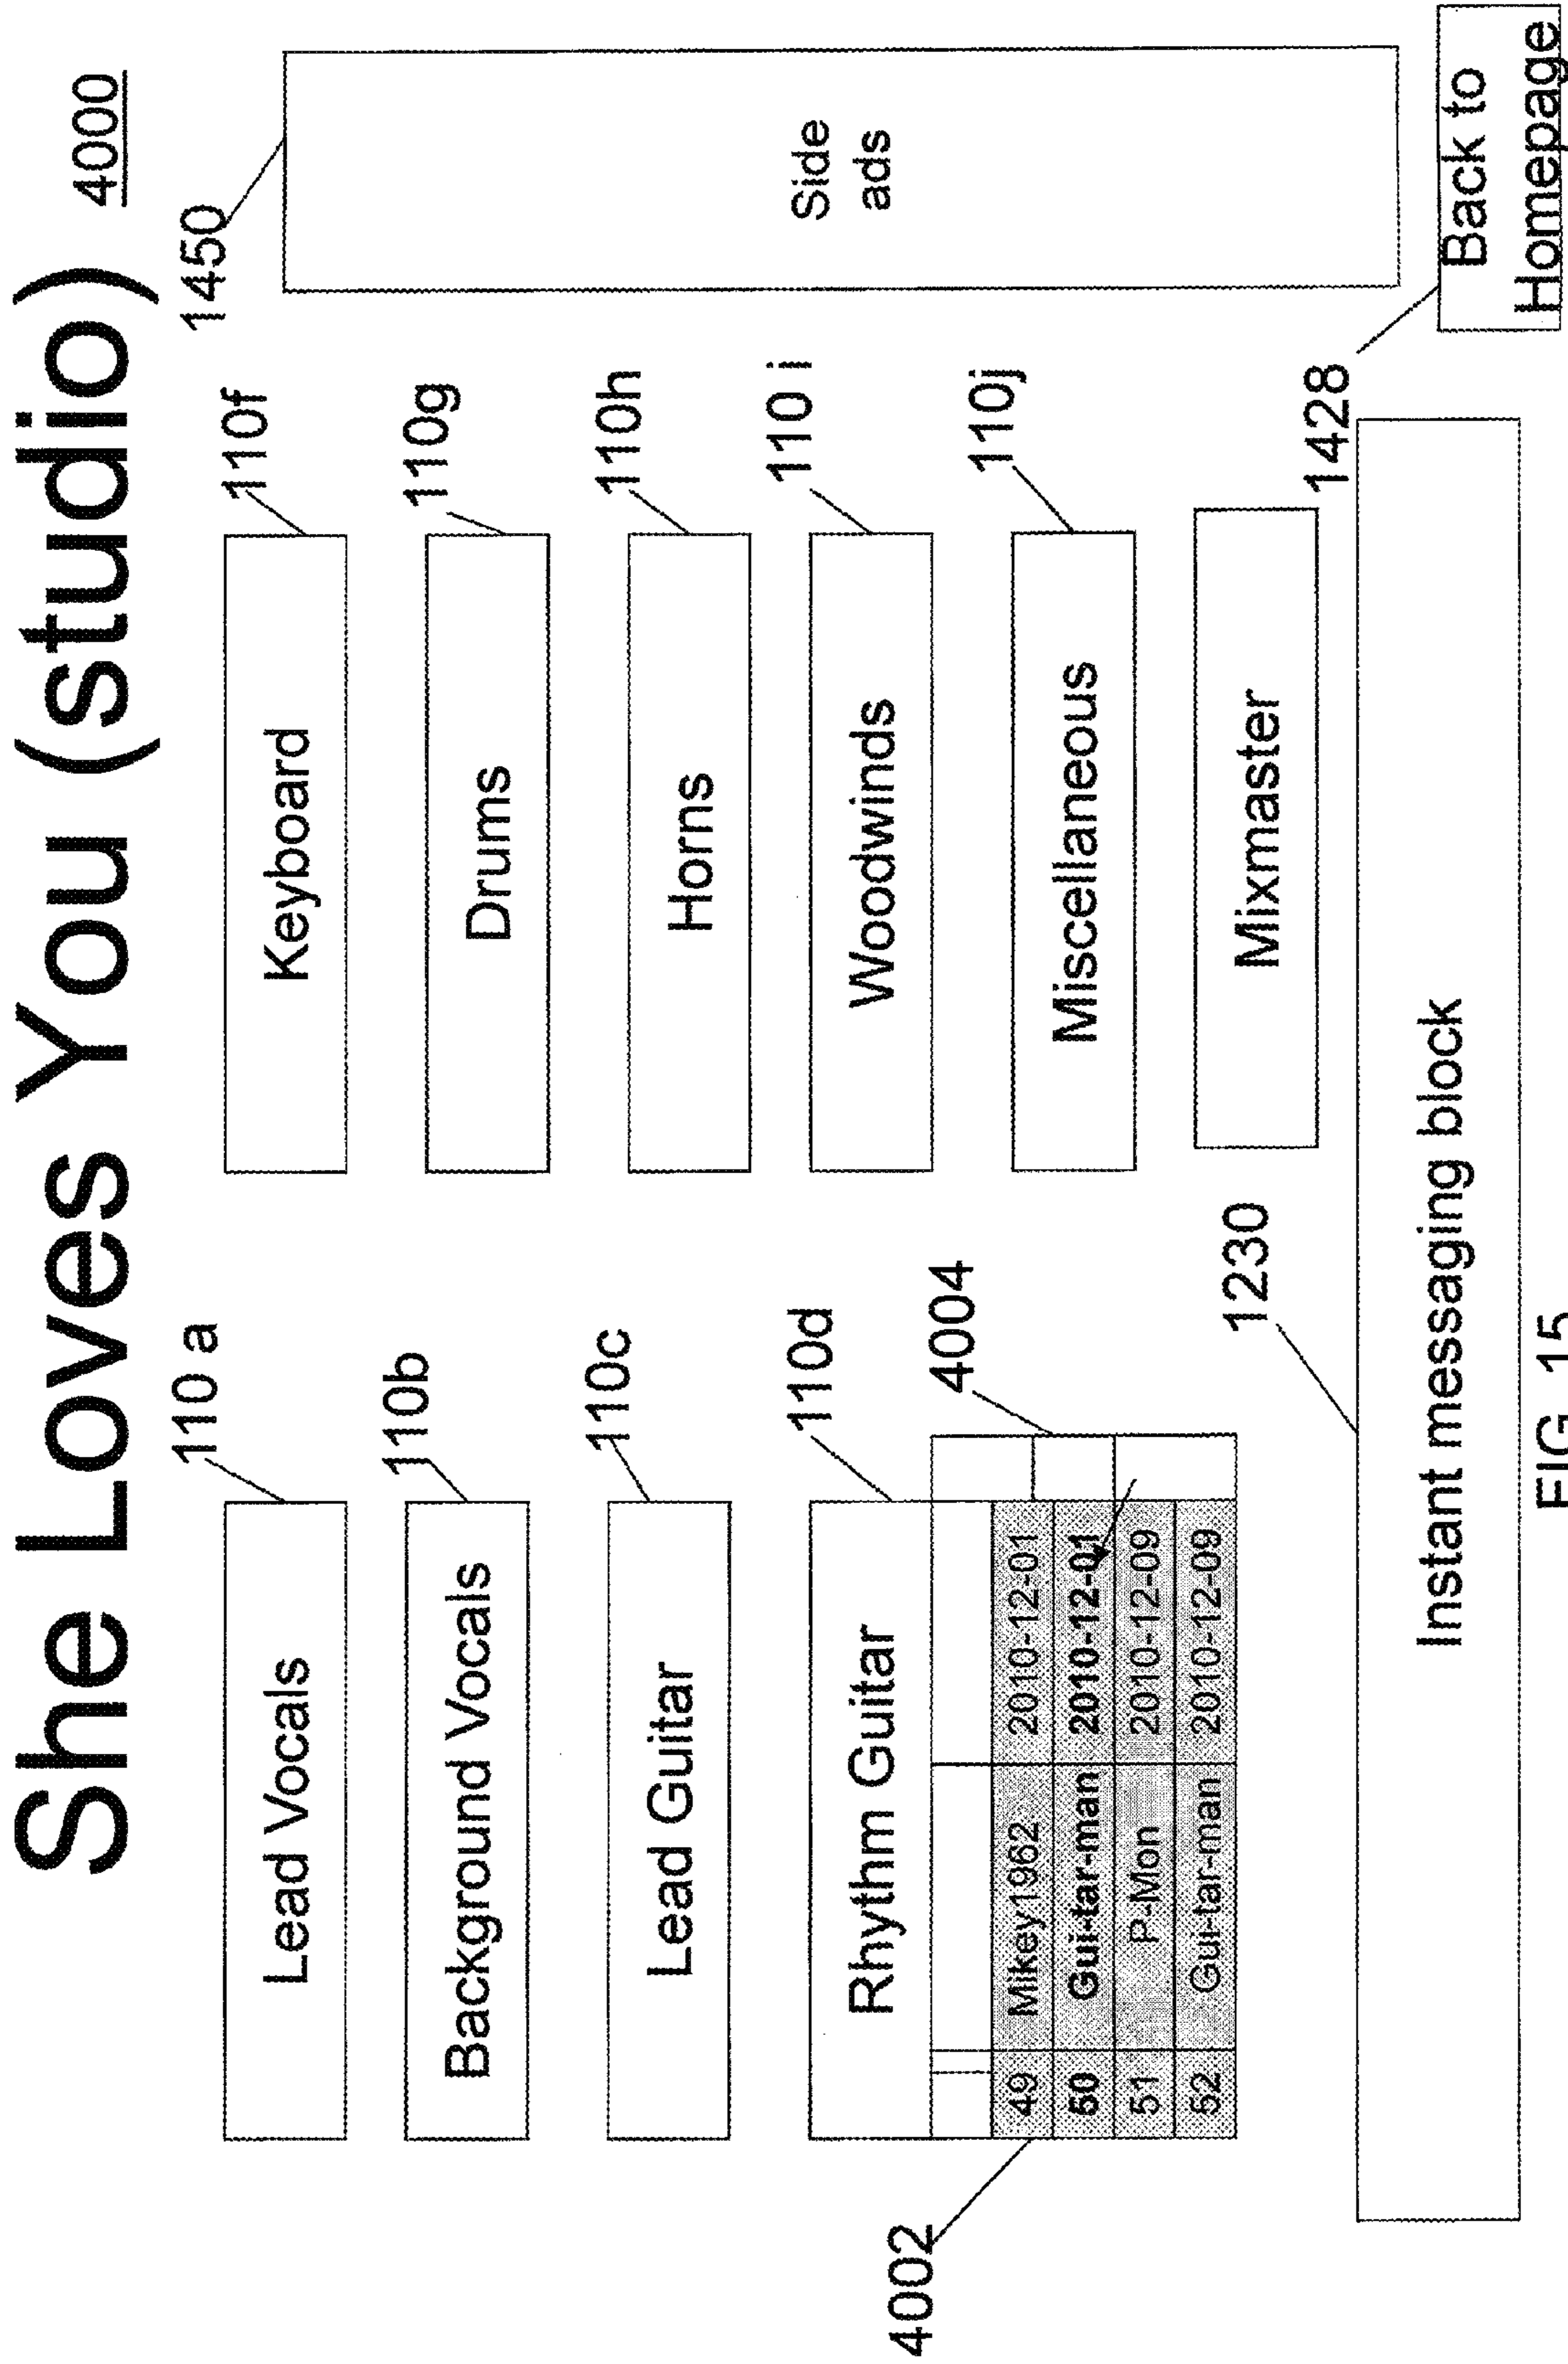 She Loves You (studio)
4000
110 a
Lead Vocals
110b
Background Vocals
110c
Lead Guitar
110d
Rhythm Guitar
4004
4002
49 Mikey1962 2010-12-01
50 Gui-tar-man 2010-12-01
51 P-Mon 2010-12-09
52 Gui-tar-man 2010-12-09
110f
Keyboard
110g
Drums
110h
Horns
110 i
Woodwinds
110j
Miscellaneous
Mixmaster
1450
Side
ads
1230
Instant messaging block
1428
Back to
Homepage
FIG. 15